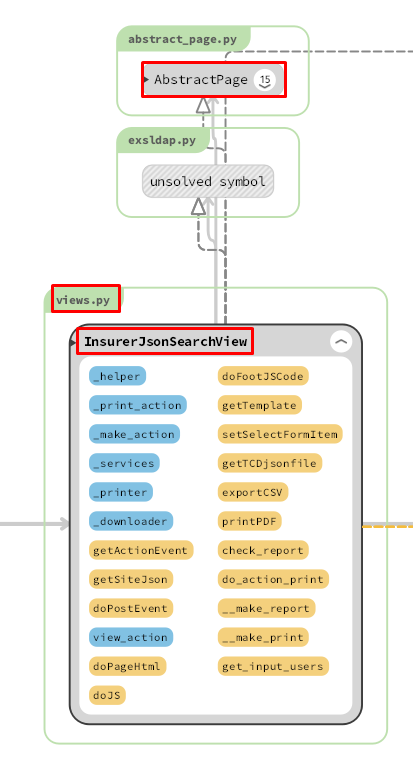 abstract_page.py
AbstractPage 15
exsldap.py
unsolved symbol
views.py
InsurerJsonSearchView
_helper doFootJSCode
_print_action getTemplate
_make_action setSelectFormItem
_services getTCDjsonfile
_printer exportCSV
_downloader printPDF
getActionEvent check_report
getSiteJson do_action_print
doPostEvent __make_report
view_action __make_print
doPageHtml get_input_users
doJS